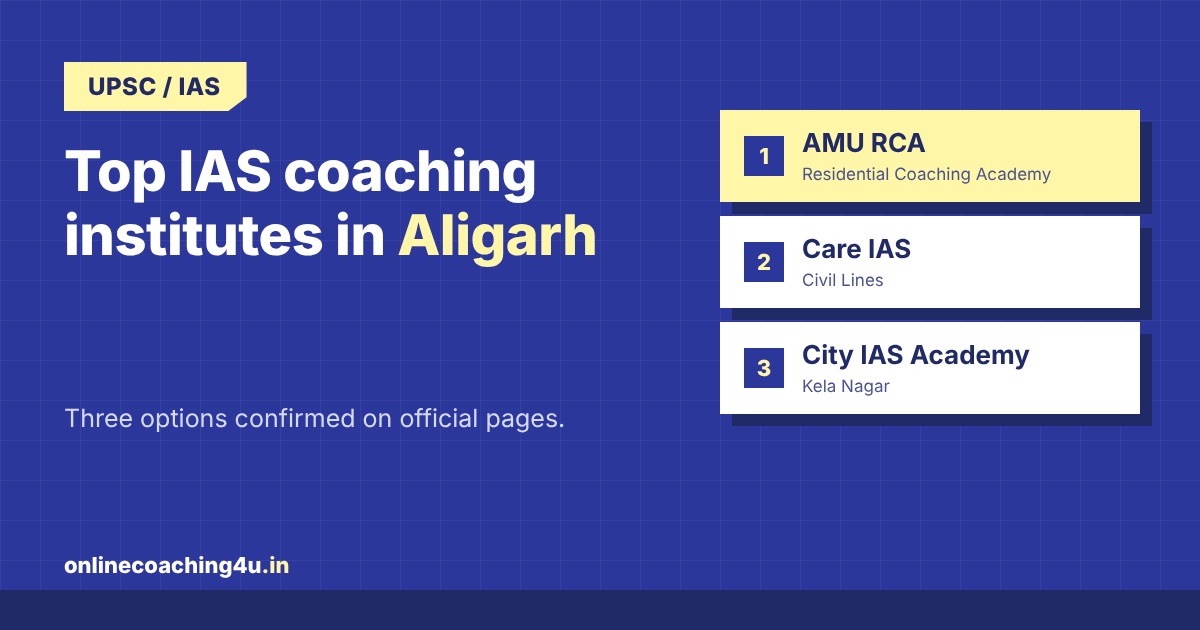 UPSC / IAS
Top IAS coaching
institutes in Aligarh
Three options confirmed on official pages.
onlinecoaching4u.in
1
AMU RCA
Residential Coaching Academy
2
Care IAS
Civil Lines
3
City IAS Academy
Kela Nagar